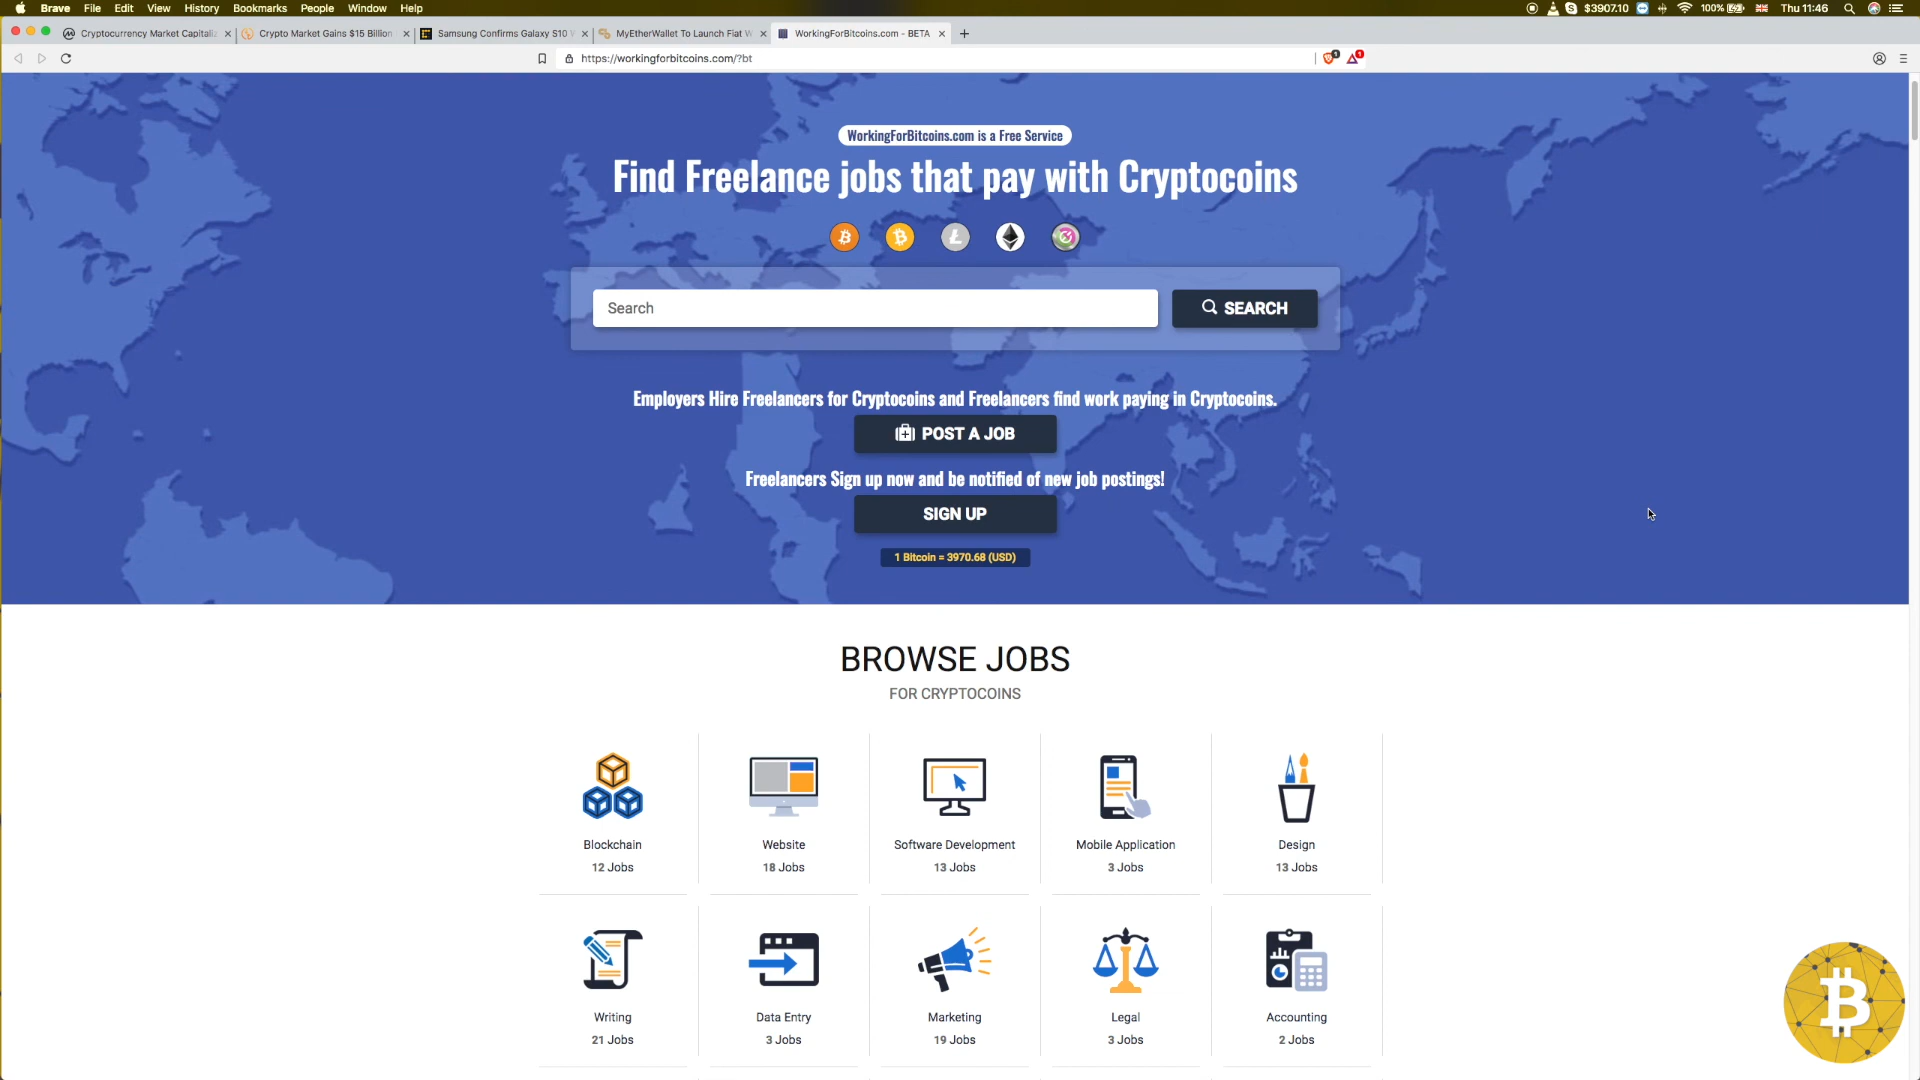 Brave File Edit View History Bookmarks People Window Help
$3907.10 100% Thu 11:46
Cryptocurrency Market Capitali
Crypto Market Gains $15 Billion
Samsung Confirms Galaxy S10
MyEtherWallet To Launch Fiat
WorkingForBitcoins.com - BETA
https://workingforbitcoins.com/?bt
WorkingForBitcoins.com is a Free Service
Find Freelance jobs that pay with Cryptocoins
Search
SEARCH
Employers Hire Freelancers for Cryptocoins and Freelancers find work paying in Cryptocoins.
POST A JOB
Freelancers Sign up now and be notified of new job postings!
SIGN UP
1 Bitcoin = 3970.68 (USD)
BROWSE JOBS
FOR CRYPTOCOINS
Blockchain
12 Jobs
Website
18 Jobs
Software Development
13 Jobs
Mobile Application
3 Jobs
Design
13 Jobs
Writing
21 Jobs
Data Entry
3 Jobs
Marketing
19 Jobs
Legal
3 Jobs
Accounting
2 Jobs